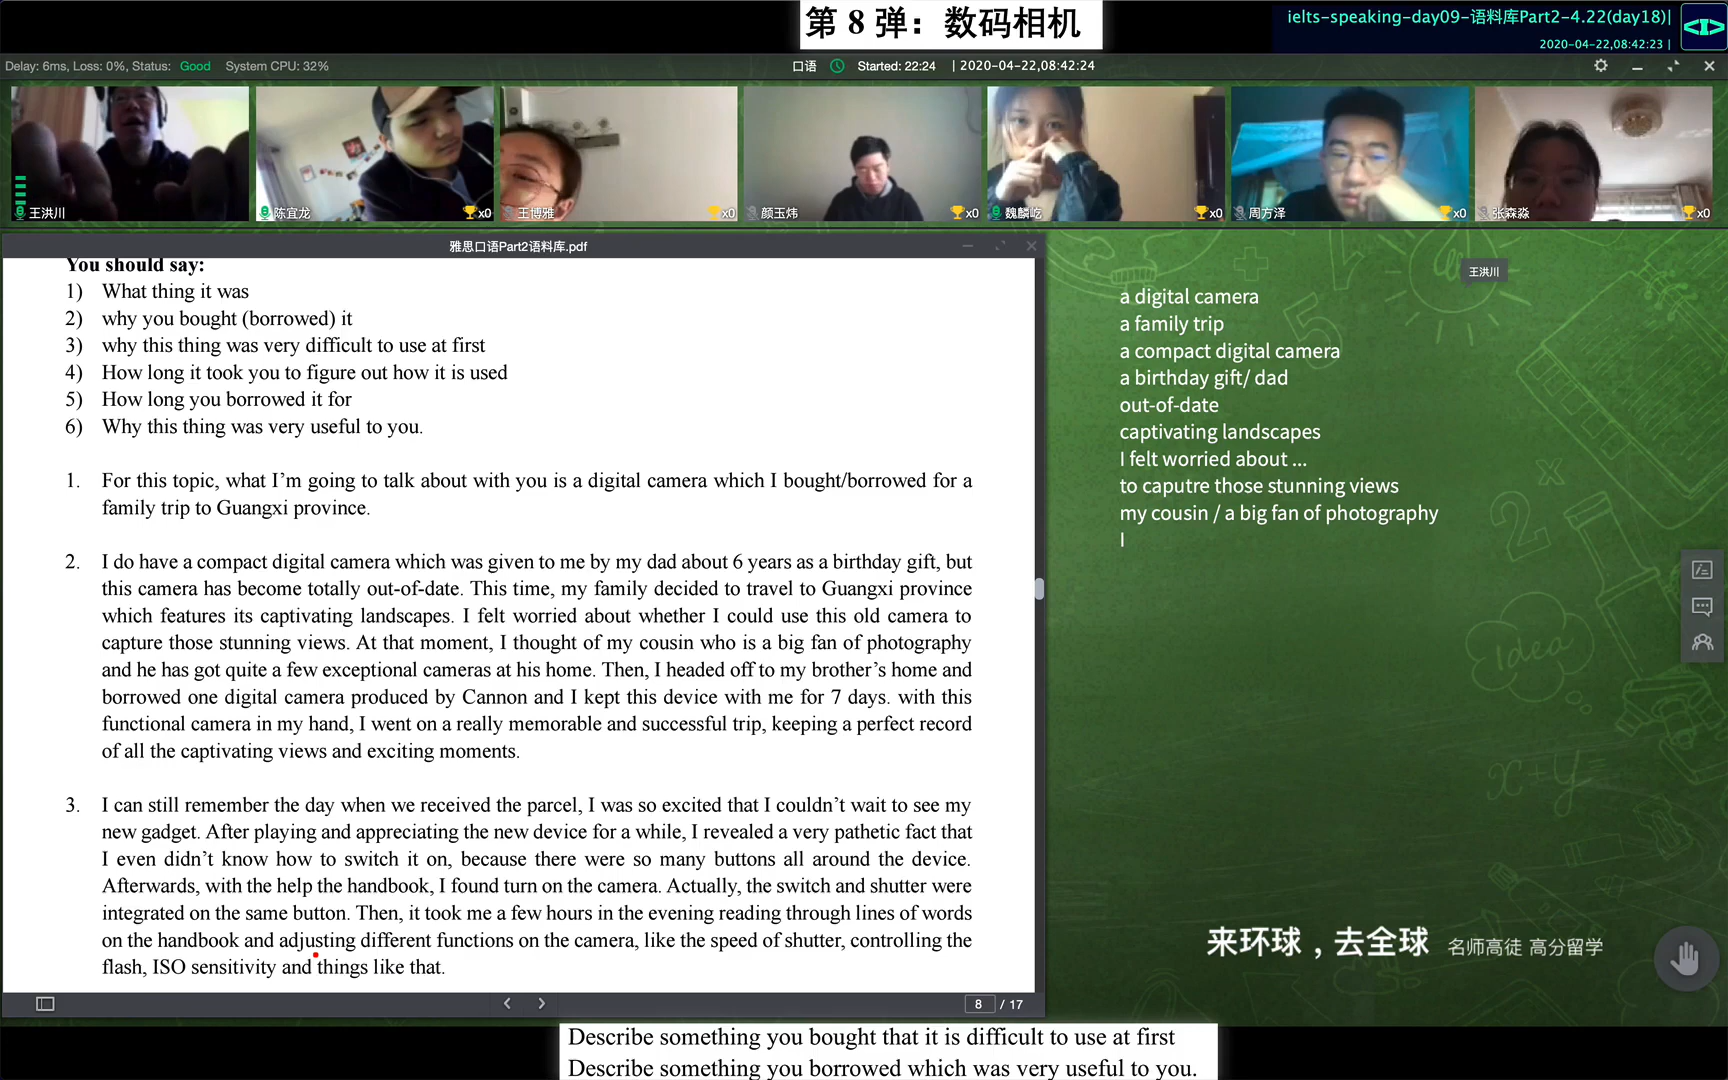 第 8 弹：数码相机
ielts-speaking-day09-语料库Part2-4.22(day18)|
2020-04-22,08:42:23 |
Delay: 6ms, Loss: 0%, Status: Good System CPU: 32%
口语 Started: 22:24 | 2020-04-22,08:42:24
王洪川
陈宜龙 x0
王博雅 x0
颜玉炜 x0
魏麟屹 x0
周方泽 x0
张森淼 x0
雅思口语Part2语料库.pdf
You should say:
1) What thing it was
2) why you bought (borrowed) it
3) why this thing was very difficult to use at first
4) How long it took you to figure out how it is used
5) How long you borrowed it for
6) Why this thing was very useful to you.
1. For this topic, what I'm going to talk about with you is a digital camera which I bought/borrowed for a
family trip to Guangxi province.
2. I do have a compact digital camera which was given to me by my dad about 6 years as a birthday gift, but
this camera has become totally out-of-date. This time, my family decided to travel to Guangxi province
which features its captivating landscapes. I felt worried about whether I could use this old camera to
capture those stunning views. At that moment, I thought of my cousin who is a big fan of photography
and he has got quite a few exceptional cameras at his home. Then, I headed off to my brother's home and
borrowed one digital camera produced by Cannon and I kept this device with me for 7 days. with this
functional camera in my hand, I went on a really memorable and successful trip, keeping a perfect record
of all the captivating views and exciting moments.
3. I can still remember the day when we received the parcel, I was so excited that I couldn't wait to see my
new gadget. After playing and appreciating the new device for a while, I revealed a very pathetic fact that
I even didn't know how to switch it on, because there were so many buttons all around the device.
Afterwards, with the help the handbook, I found turn on the camera. Actually, the switch and shutter were
integrated on the same button. Then, it took me a few hours in the evening reading through lines of words
on the handbook and adjusting different functions on the camera, like the speed of shutter, controlling the
flash, ISO sensitivity and things like that.
8 / 17
王洪川
a digital camera
a family trip
a compact digital camera
a birthday gift/ dad
out-of-date
captivating landscapes
I felt worried about ...
to caputre those stunning views
my cousin / a big fan of photography
I
Idea
x+y=
来环球，去全球 名师高徒 高分留学
Describe something you bought that it is difficult to use at first
Describe something you borrowed which was very useful to you.